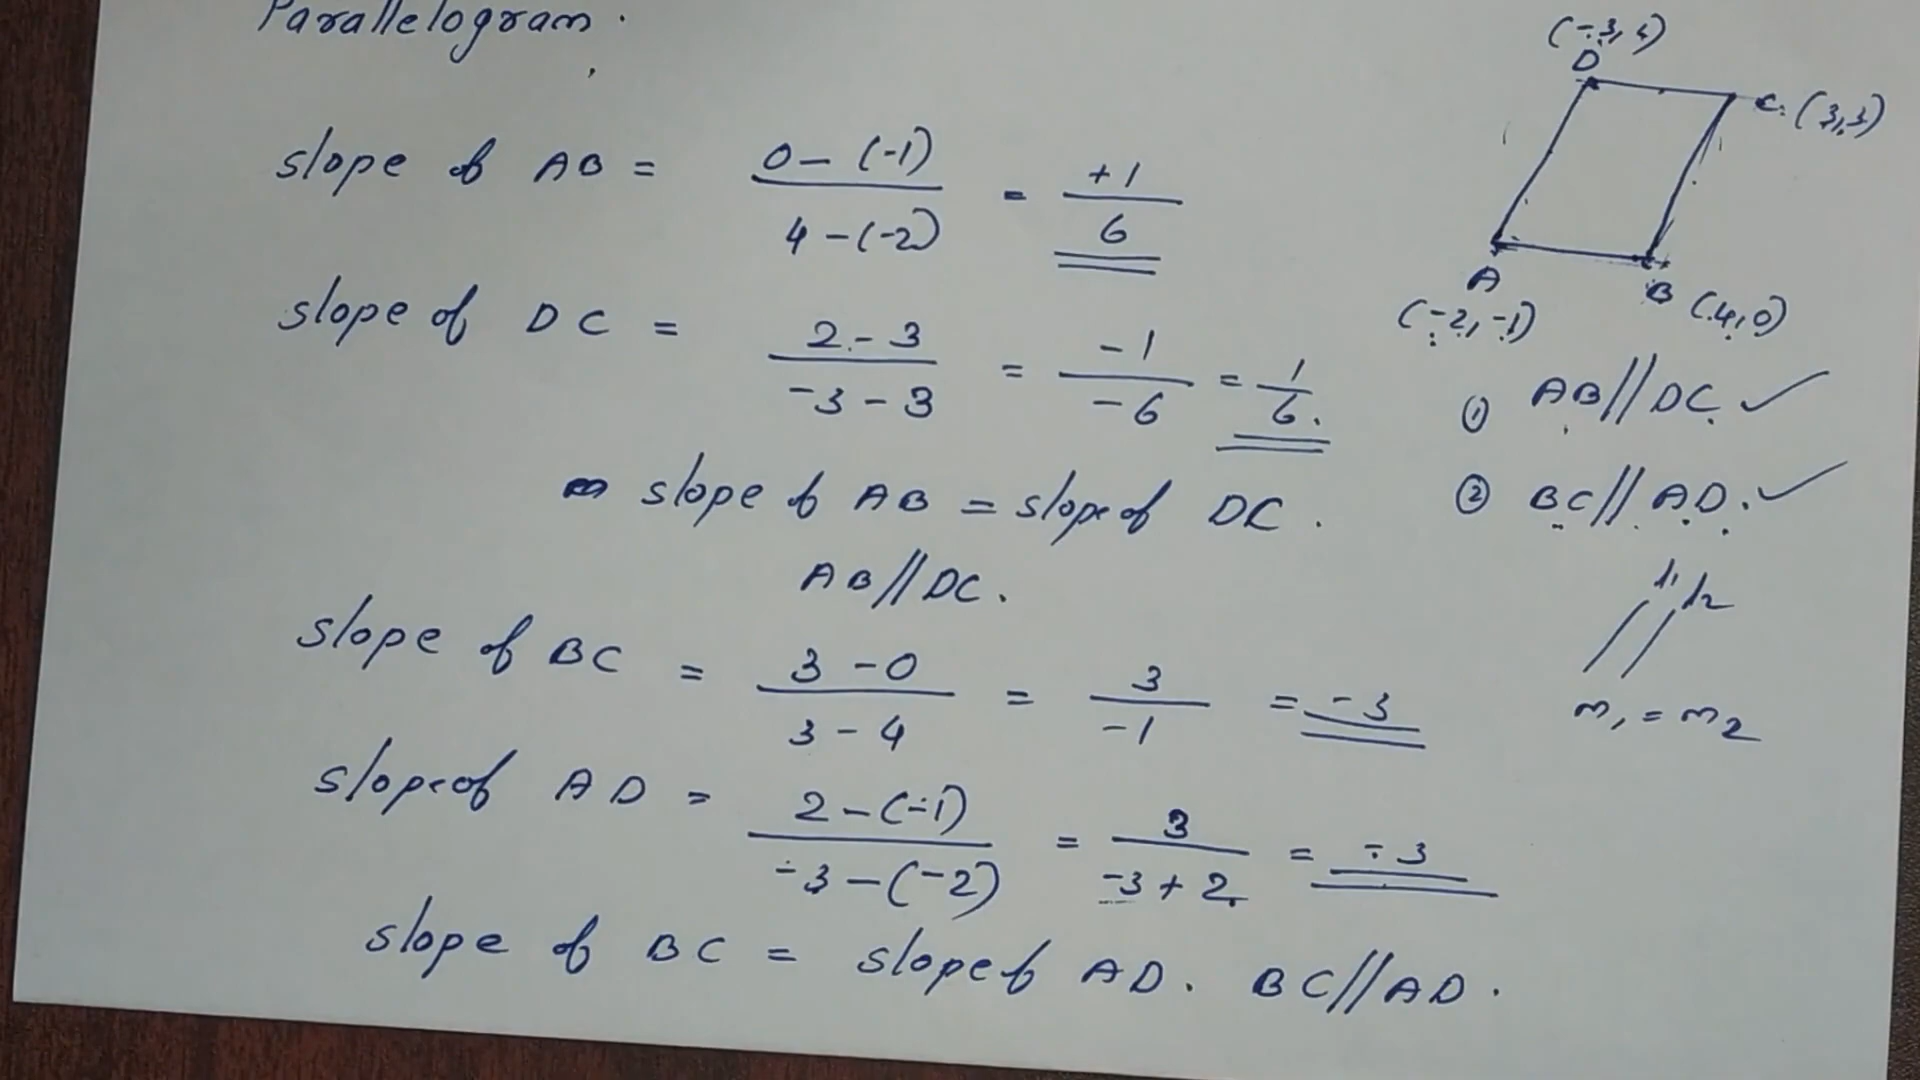 Parallelogram.
slope of AB = 0 - (-1) / 4 - (-2) = +1 / 6
slope of DC = 2 - 3 / -3 - 3 = -1 / -6 = 1 / 6.
slope of AB = slope of DC.
AB//DC.
slope of BC = 3 - 0 / 3 - 4 = 3 / -1 = -3
slope of AD = 2 - (-1) / -3 - (-2) = 3 / -3 + 2 = -3
slope of BC = slope of AD. BC//AD.
D
C (3,3)
A
(-2,-1)
B (4,0)
① AB//DC ✓
② BC//AD. ✓
l₁ l₂
m₁ = m₂